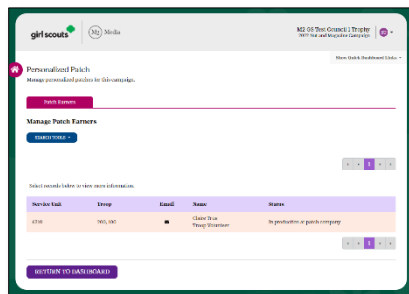 girl scouts
M2 Media
M2 GS Test
Council 1 Trophy
2022 Nut and
Magazine Campaign
Show Quick Dashboard Links
Personalized Patch
Manage personalized patches for this campaign.
Patch Earners
Manage Patch Earners
SEARCH TOOLS
1
Select records below to view more information.
Service Unit Troop Email Name Status
Claire True
Troop Volunteer
In production at patch company
1
RETURN TO DASHBOARD